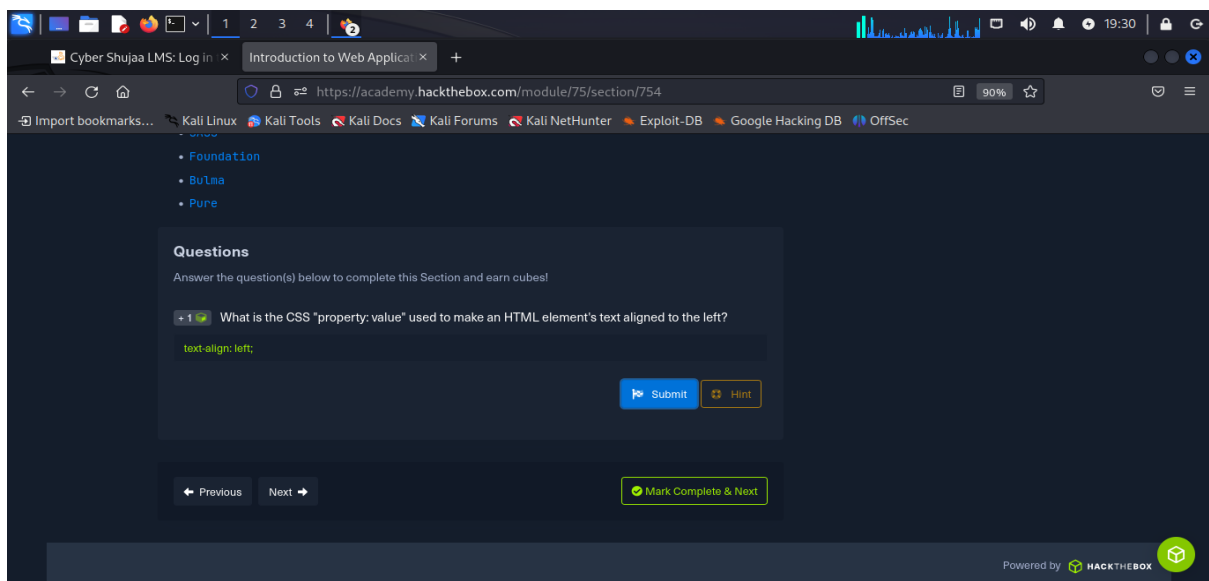 1 2 3 4 2 19:30
Cyber Shujaa LMS: Log in Introduction to Web Applicati
https://academy.hackthebox.com/module/75/section/754 90%
Import bookmarks... Kali Linux Kali Tools Kali Docs Kali Forums Kali NetHunter Exploit-DB Google Hacking DB OffSec
• Foundation
• Bulma
• Pure
Questions
Answer the question(s) below to complete this Section and earn cubes!
+ 1 What is the CSS "property: value" used to make an HTML element's text aligned to the left?
text-align: left;
Submit Hint
Previous Next
Mark Complete & Next
Powered by HACKTHEBOX